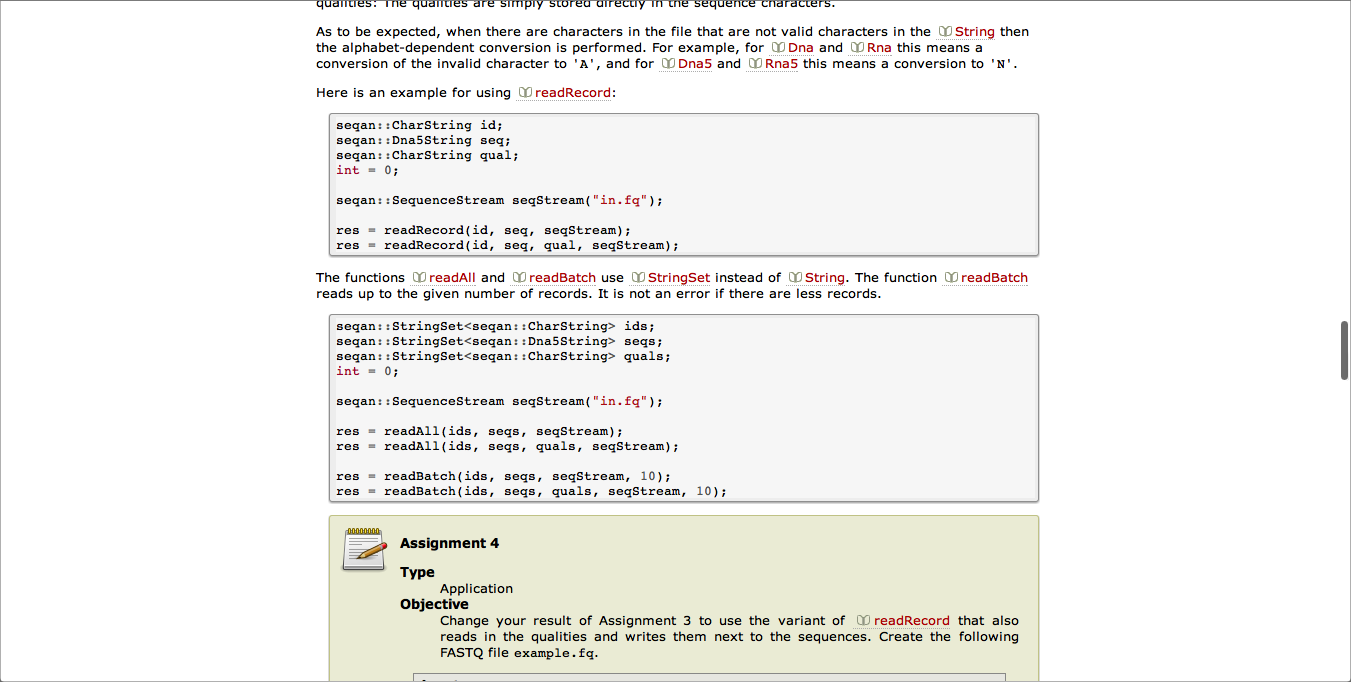 qualities: The qualities are simply stored directly in the sequence characters.
As to be expected, when there are characters in the file that are not valid characters in the String then
the alphabet-dependent conversion is performed. For example, for Dna and Rna this means a
conversion of the invalid character to 'A', and for Dna5 and Rna5 this means a conversion to 'N'.
Here is an example for using readRecord:
seqan::CharString id;
seqan::Dna5String seq;
seqan::CharString qual;
int = 0;
seqan::SequenceStream seqStream("in.fq");
res = readRecord(id, seq, seqStream);
res = readRecord(id, seq, qual, seqStream);
The functions readAll and readBatch use StringSet instead of String. The function readBatch
reads up to the given number of records. It is not an error if there are less records.
seqan::StringSet<seqan::CharString> ids;
seqan::StringSet<seqan::Dna5String> seqs;
seqan::StringSet<seqan::CharString> quals;
int = 0;
seqan::SequenceStream seqStream("in.fq");
res = readAll(ids, seqs, seqStream);
res = readAll(ids, seqs, quals, seqStream);
res = readBatch(ids, seqs, seqStream, 10);
res = readBatch(ids, seqs, quals, seqStream, 10);
Assignment 4
Type
Application
Objective
Change your result of Assignment 3 to use the variant of readRecord that also
reads in the qualities and writes them next to the sequences. Create the following
FASTQ file example.fq.